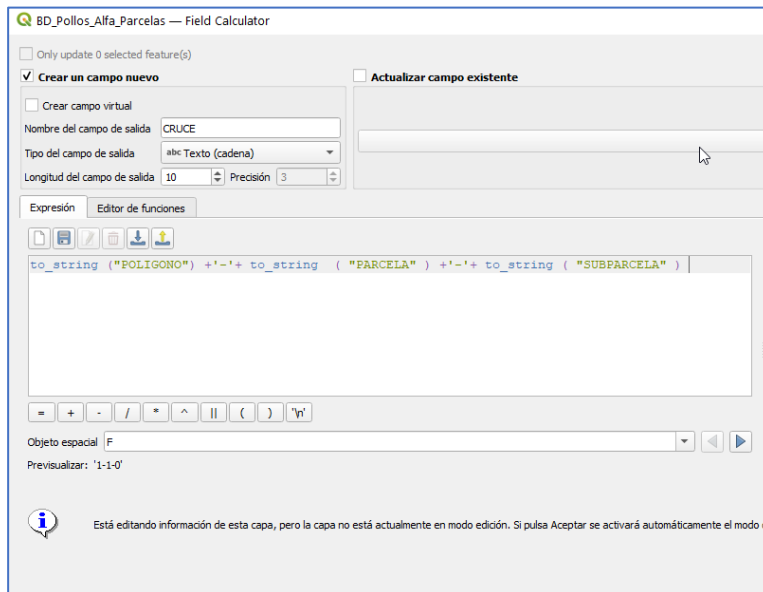 BD_Pollos_Alfa_Parcelas — Field Calculator
Only update 0 selected feature(s)
Crear un campo nuevo
Actualizar campo existente
Crear campo virtual
Nombre del campo de salida CRUCE
Tipo del campo de salida abc Texto (cadena)
Longitud del campo de salida 10 Precisión 3
Expresión Editor de funciones
to_string ("POLIGONO") +'-'+ to_string ( "PARCELA" ) +'-'+ to_string ( "SUBPARCELA" )
= + - / * ^ || ( ) '\n'
Objeto espacial F
Previsualizar: '1-1-0'
Está editando información de esta capa, pero la capa no está actualmente en modo edición. Si pulsa Aceptar se activará automáticamente el modo